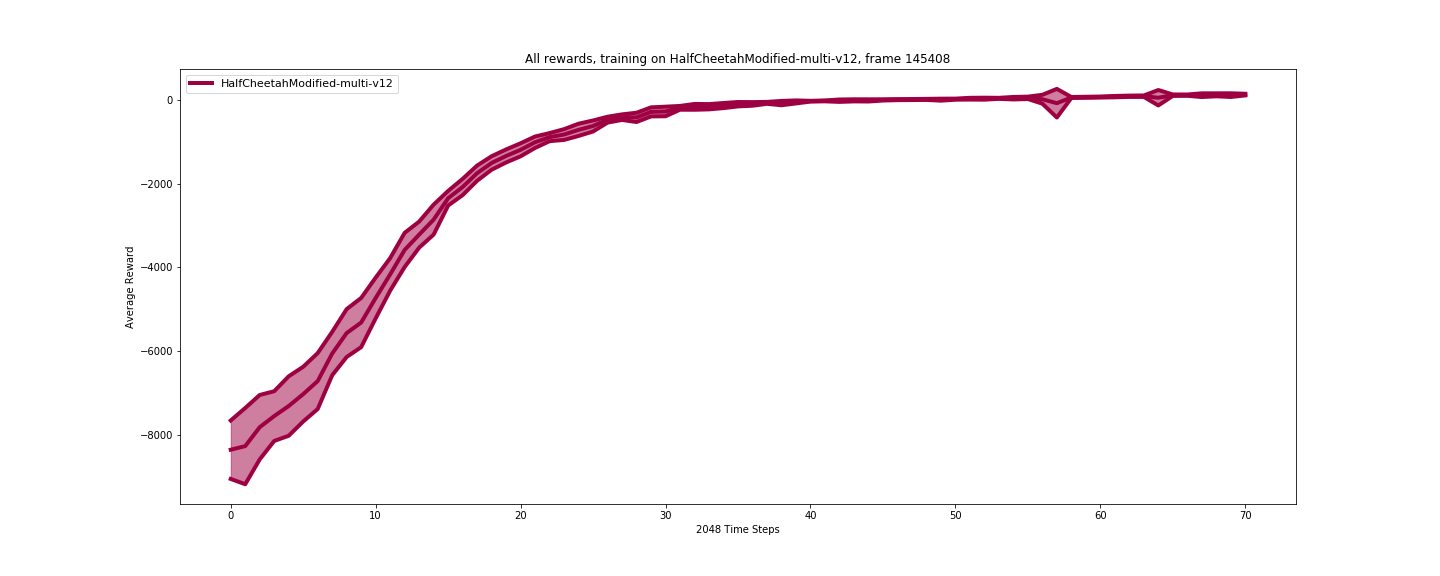 All rewards, training on HalfCheetahModified-multi-v12, frame 145408
HalfCheetahModified-multi-v12
0
−2000
−4000
−6000
−8000
Average Reward
0 10 20 30 40 50 60 70
2048 Time Steps